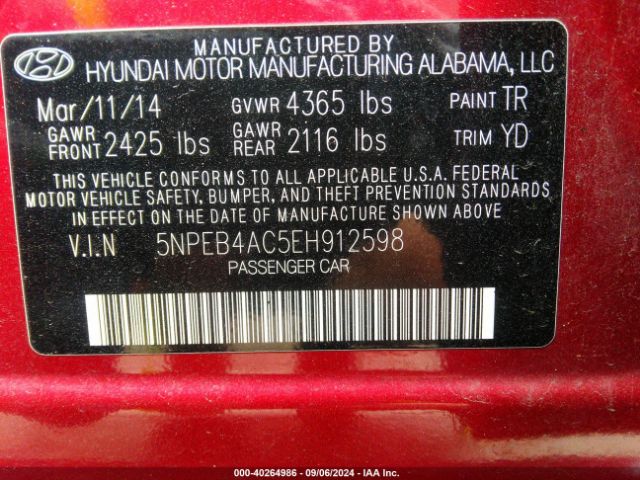 MANUFACTURED BY
HYUNDAI MOTOR MANUFACTURING ALABAMA, LLC
Mar/11/14 GVWR 4365 lbs PAINT TR
GAWR FRONT 2425 lbs GAWR REAR 2116 lbs TRIM YD
THIS VEHICLE CONFORMS TO ALL APPLICABLE U.S.A. FEDERAL
MOTOR VEHICLE SAFETY, BUMPER, AND THEFT PREVENTION STANDARDS
IN EFFECT ON THE DATE OF MANUFACTURE SHOWN ABOVE
V.I.N 5NPEB4AC5EH912598
PASSENGER CAR
000-40264986 - 09/06/2024 - IAA Inc.